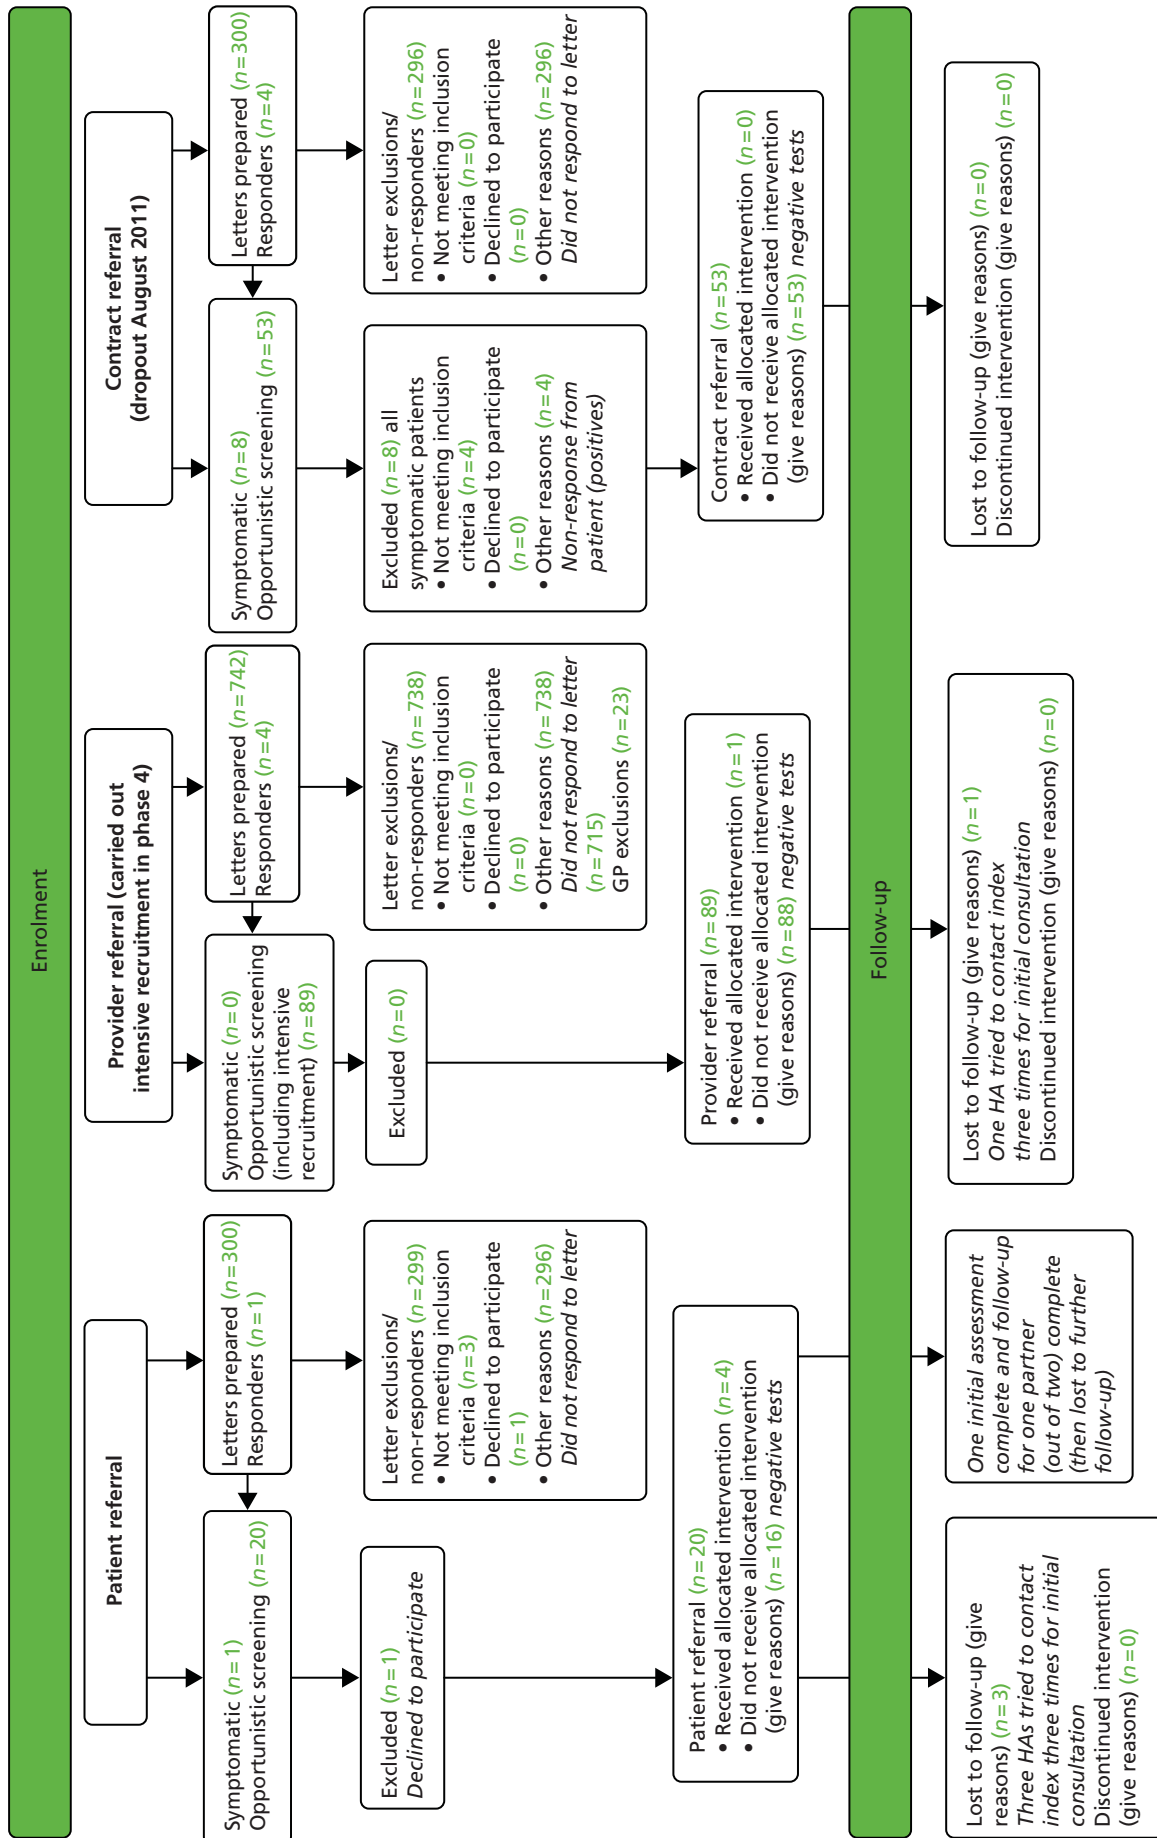 Enrolment
Patient referral
Symptomatic (n=1)
Opportunistic screening (n=20)
Letters prepared (n=300)
Responders (n=1)
Excluded (n=1)
Declined to participate
Letter exclusions/
non-responders (n=299)
• Not meeting inclusion
criteria (n=3)
• Declined to participate
(n=1)
• Other reasons (n=296)
Did not respond to letter
Patient referral (n=20)
• Received allocated intervention (n=4)
• Did not receive allocated intervention
(give reasons) (n=16) negative tests
Provider referral (carried out
intensive recruitment in phase 4)
Symptomatic (n=0)
Opportunistic screening
(including intensive
recruitment) (n=89)
Letters prepared (n=742)
Responders (n=4)
Excluded (n=0)
Letter exclusions/
non-responders (n=738)
• Not meeting inclusion
criteria (n=0)
• Declined to participate
(n=0)
• Other reasons (n=738)
Did not respond to letter
(n=715)
GP exclusions (n=23)
Provider referral (n=89)
• Received allocated intervention (n=1)
• Did not receive allocated intervention
(give reasons) (n=88) negative tests
Contract referral
(dropout August 2011)
Symptomatic (n=8)
Opportunistic screening (n=53)
Letters prepared (n=300)
Responders (n=4)
Excluded (n=8) all
symptomatic patients
• Not meeting inclusion
criteria (n=4)
• Declined to participate
(n=0)
• Other reasons (n=4)
Non-response from
patient (positives)
Letter exclusions/
non-responders (n=296)
• Not meeting inclusion
criteria (n=0)
• Declined to participate
(n=0)
• Other reasons (n=296)
Did not respond to letter
Contract referral (n=53)
• Received allocated intervention (n=0)
• Did not receive allocated intervention
(give reasons) (n=53) negative tests
Follow-up
Lost to follow-up (give
reasons) (n=3)
Three HAs tried to contact
index three times for initial
consultation
Discontinued intervention
(give reasons) (n=0)
One initial assessment
complete and follow-up
for one partner
(out of two) complete
(then lost to further
follow-up)
Lost to follow-up (give reasons) (n=1)
One HA tried to contact index
three times for initial consultation
Discontinued intervention (give reasons) (n=0)
Lost to follow-up (give reasons) (n=0)
Discontinued intervention (give reasons) (n=0)